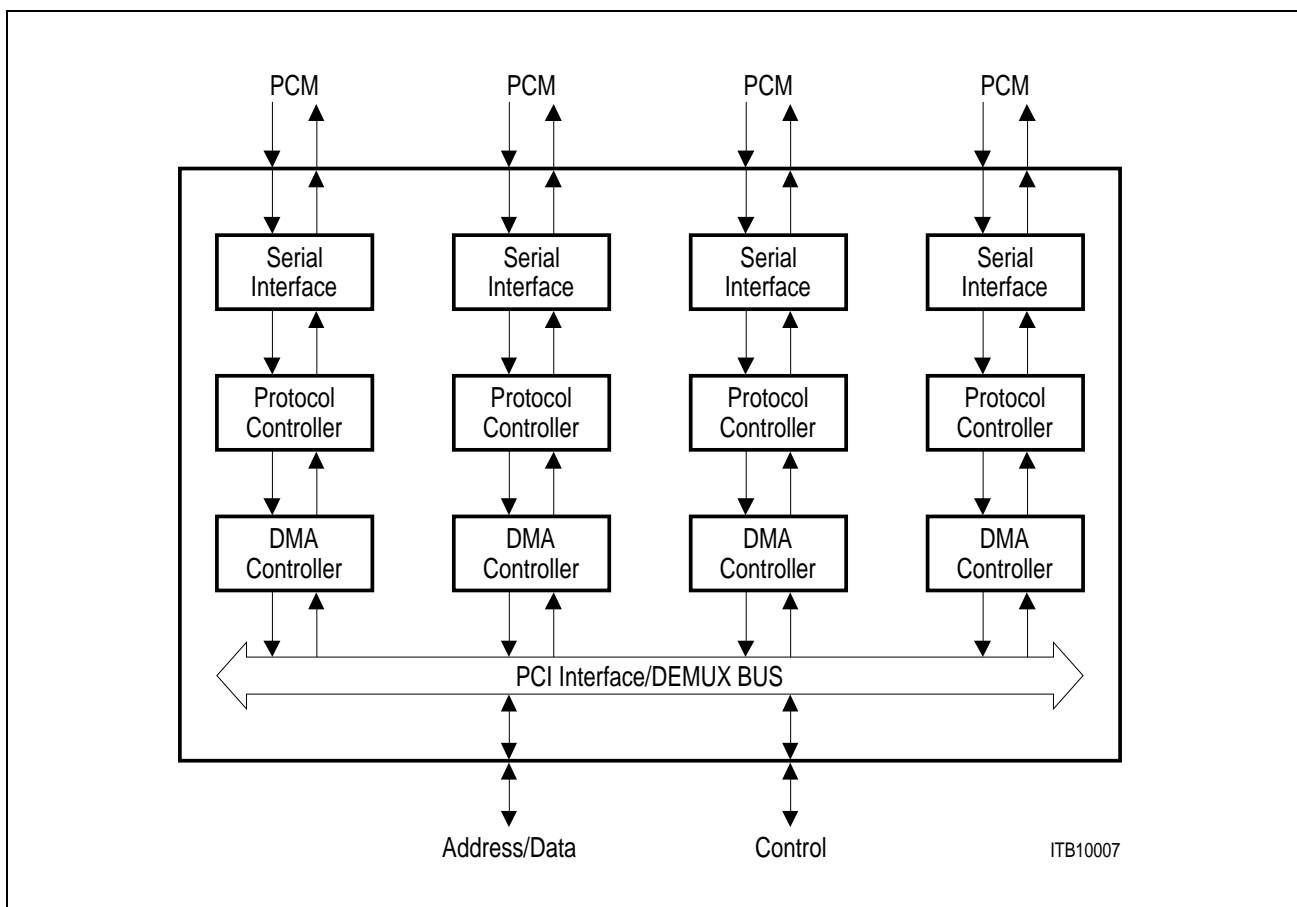 PCM PCM PCM PCM
Serial Interface Serial Interface Serial Interface Serial Interface
Protocol Controller Protocol Controller Protocol Controller Protocol Controller
DMA Controller DMA Controller DMA Controller DMA Controller
PCI Interface/DEMUX BUS
Address/Data Control ITB10007